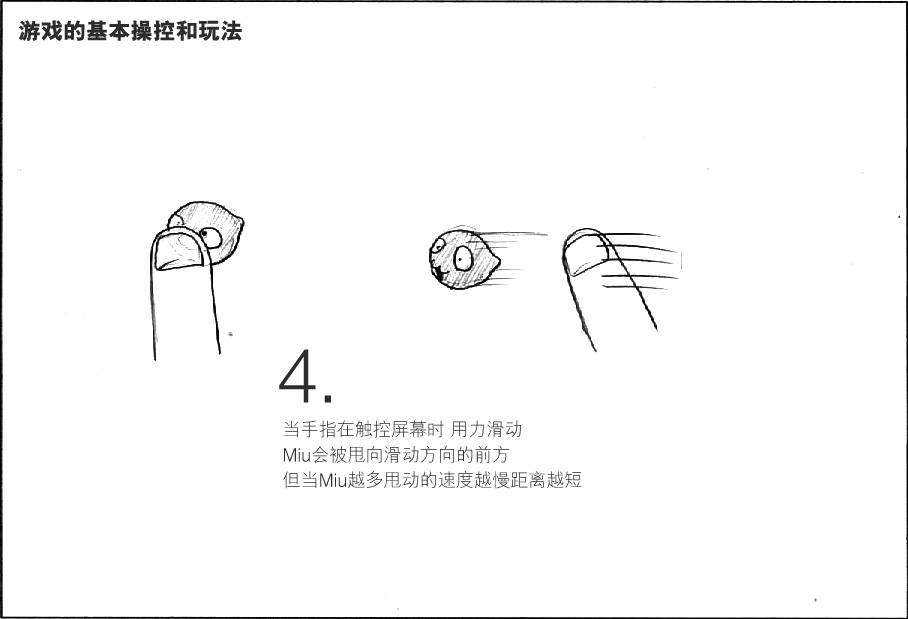 游戏的基本操控和玩法
4.
当手指在触控屏幕时 用力滑动
Miu会被甩向滑动方向的前方
但当Miu越多甩动的速度越慢距离越短